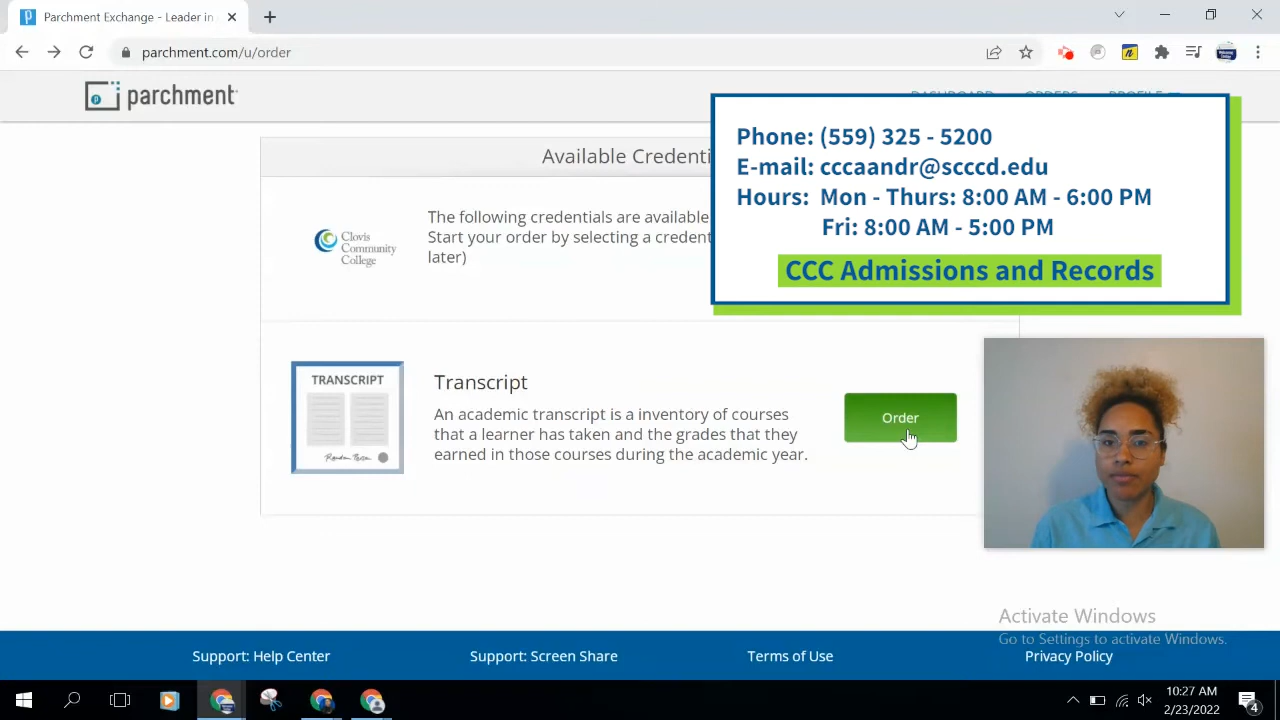 Parchment Exchange - Leader in
parchment.com/u/order
parchment
DASHBOARD ORDERS PROFILE
Phone: (559) 325 - 5200
E-mail: cccaandr@scccd.edu
Hours: Mon - Thurs: 8:00 AM - 6:00 PM
Fri: 8:00 AM - 5:00 PM
CCC Admissions and Records
Available Credenti
Clovis
Community
College
The following credentials are available
Start your order by selecting a credent
later)
TRANSCRIPT
Transcript
An academic transcript is a inventory of courses
that a learner has taken and the grades that they
earned in those courses during the academic year.
Order
Activate Windows
Go to Settings to activate Windows.
Support: Help Center
Support: Screen Share
Terms of Use
Privacy Policy
10:27 AM
2/23/2022
4